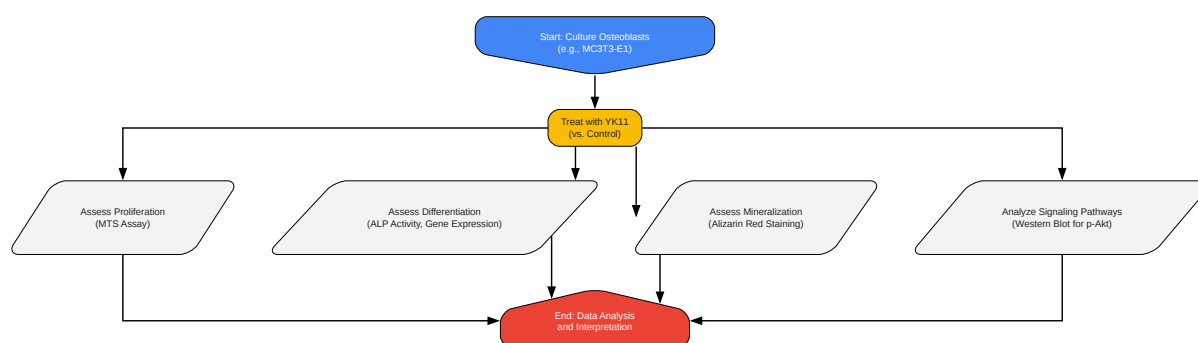 Start: Culture Osteoblasts
(e.g., MC3T3-E1)
Treat with YK11
(vs. Control)
Assess Proliferation
(MTS Assay)
Assess Differentiation
(ALP Activity, Gene Expression)
Assess Mineralization
(Alizarin Red Staining)
Analyze Signaling Pathways
(Western Blot for p-Akt)
End: Data Analysis
and Interpretation